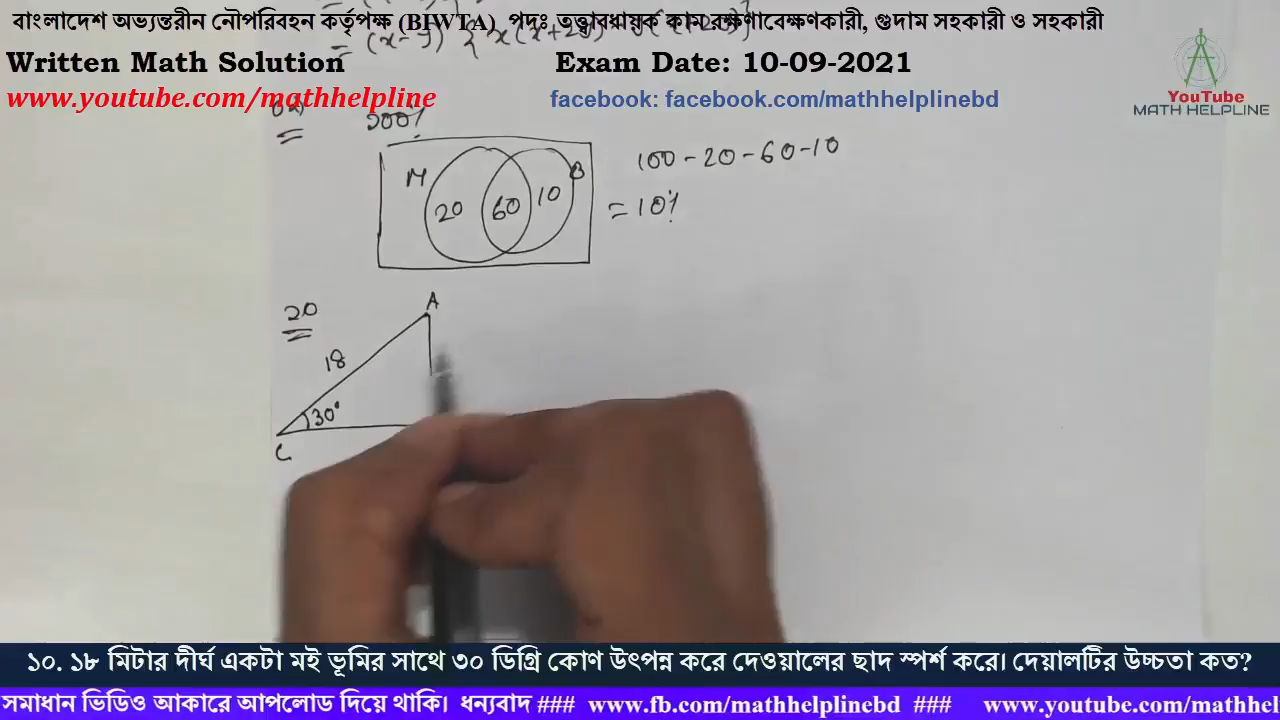 বাংলাদেশ অভ্যন্তরীন নৌপরিবহন কর্তৃপক্ষ (BIWTA), পদঃ তত্ত্বাবধায়ক কাম রক্ষণাবেক্ষণকারী, গুদাম সহকারী ও সহকারী
Written Math Solution Exam Date: 10-09-2021
www.youtube.com/mathhelpline facebook: facebook.com/mathhelplinebd
YouTube
MATH HELPLINE
১০০%
M 20 60 10 B
100-20-60-10
= 10%
১০
A
18
30°
C
১০. ১৮ মিটার দীর্ঘ একটা মই ভূমির সাথে ৩০ ডিগ্রি কোণ উৎপন্ন করে দেওয়ালের ছাদ স্পর্শ করে। দেয়ালটির উচ্চতা কত?
সমাধান ভিডিও আকারে আপলোড দিয়ে থাকি। ধন্যবাদ ### www.fb.com/mathhelplinebd ### www.youtube.com/mathhel